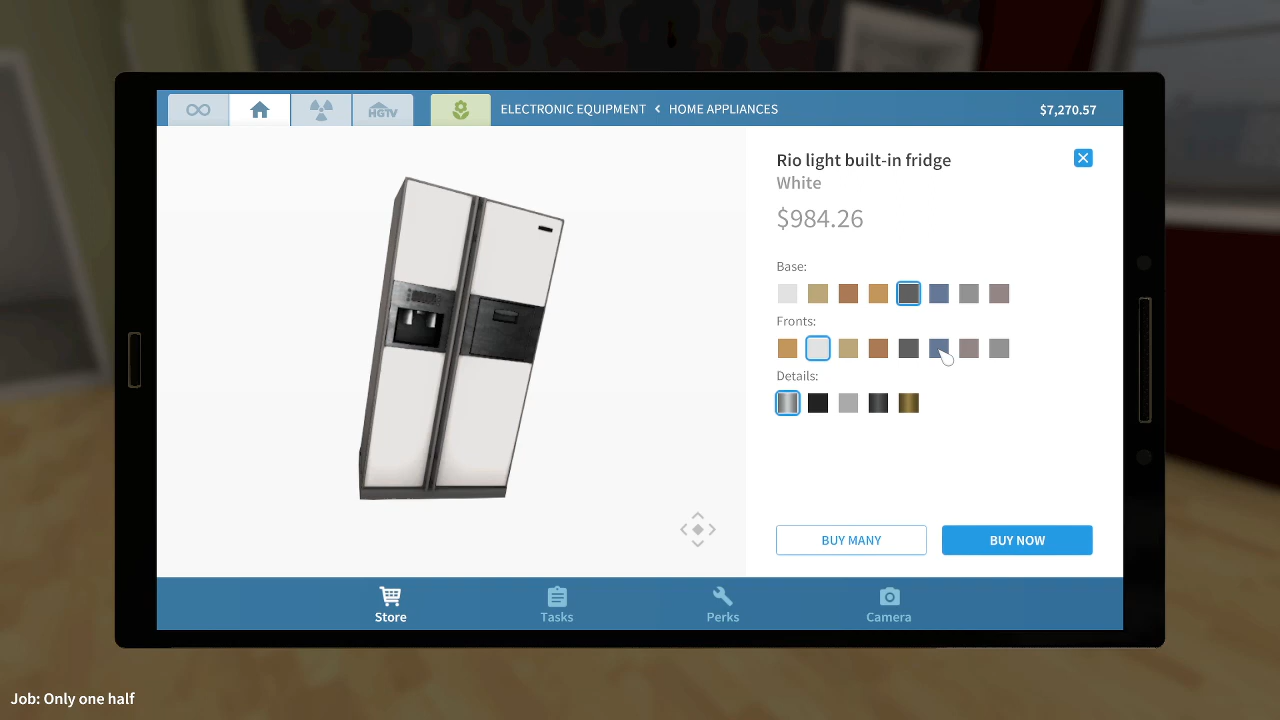 HGTV
ELECTRONIC EQUIPMENT < HOME APPLIANCES
$7,270.57
Rio light built-in fridge
White
$984.26
Base:
Fronts:
Details:
BUY MANY
BUY NOW
Store
Tasks
Perks
Camera
Job: Only one half